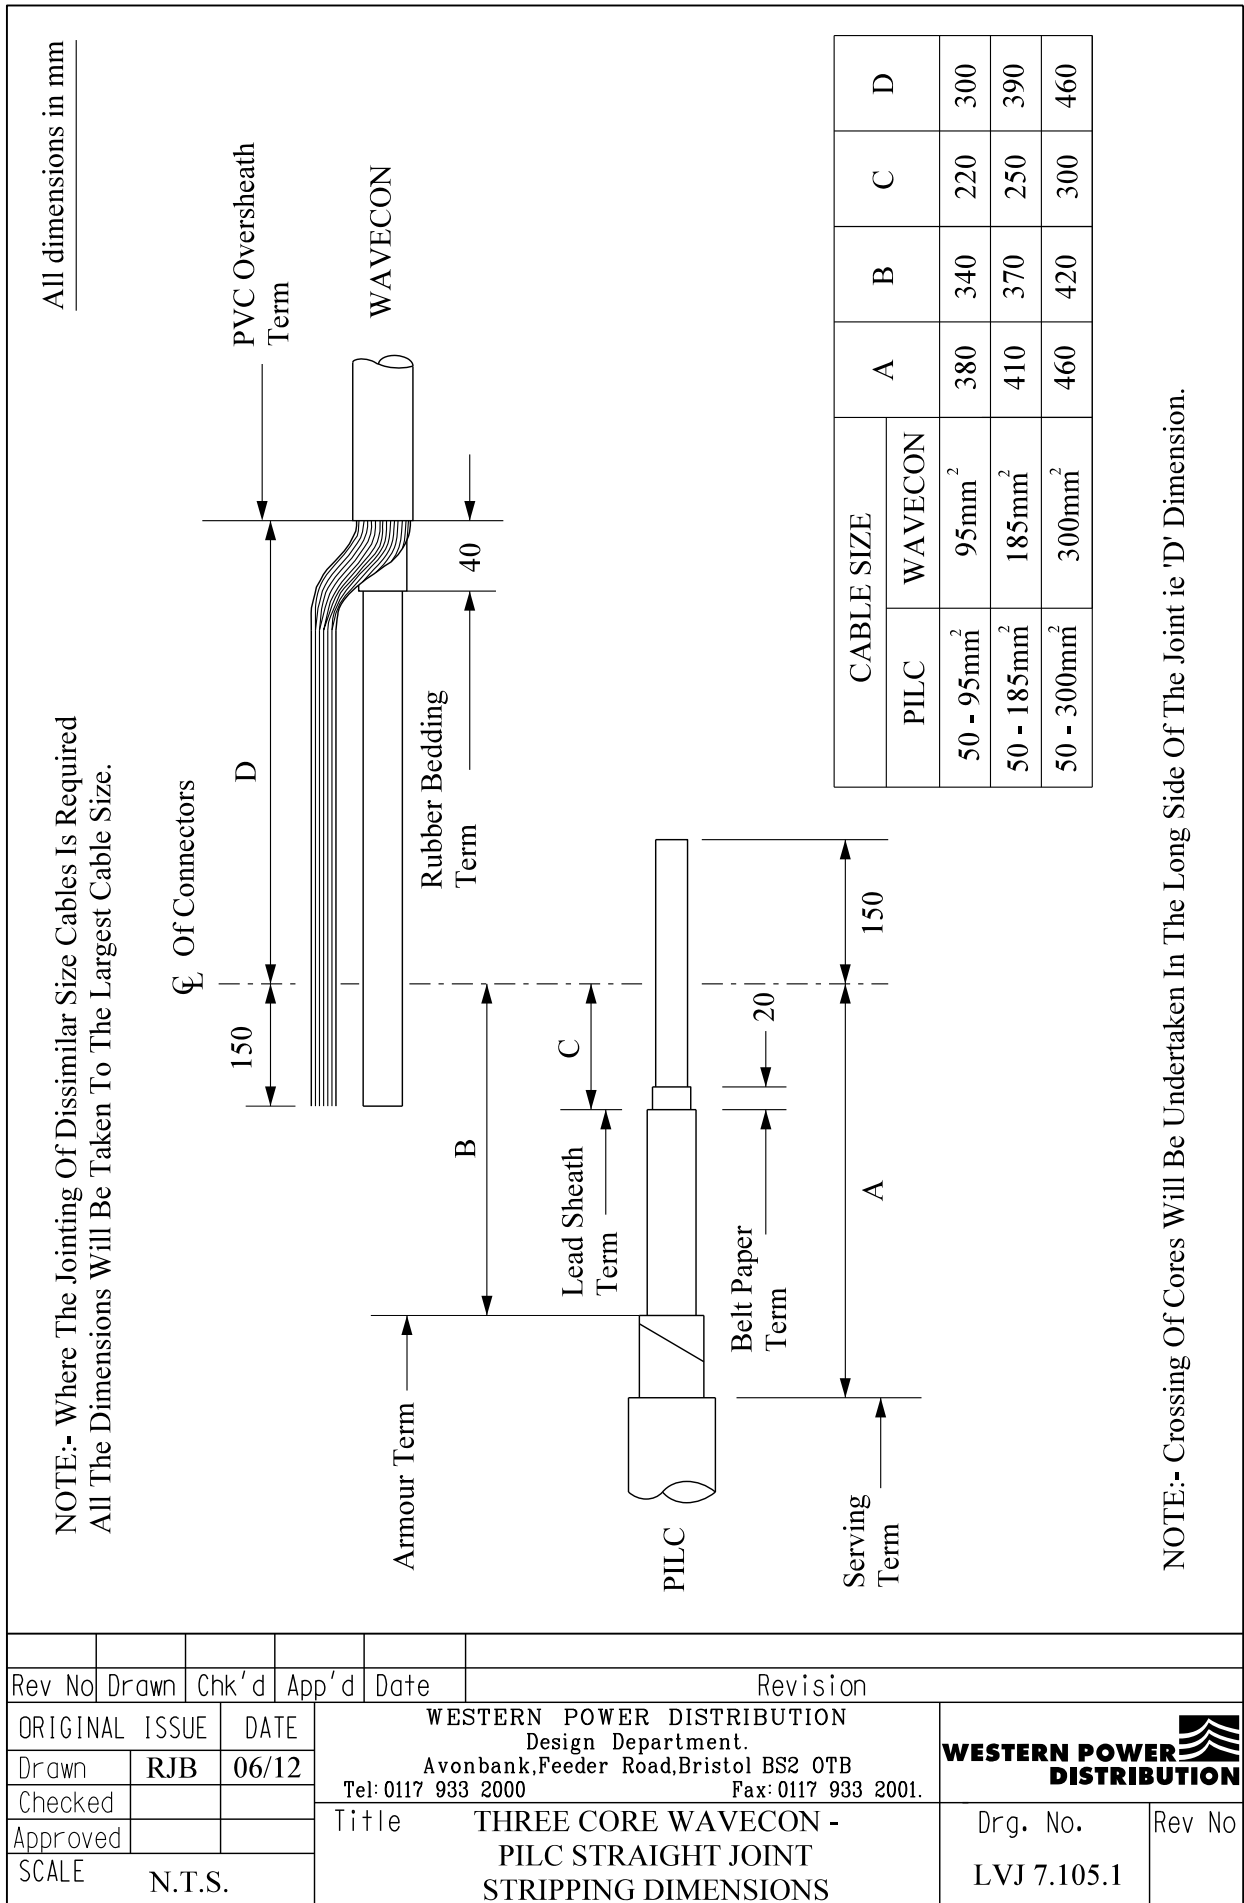 All dimensions in mm
NOTE:- Where The Jointing Of Dissimilar Size Cables Is Required
All The Dimensions Will Be Taken To The Largest Cable Size.
℄ Of Connectors
150
D
PVC Oversheath
Term
WAVECON
40
Rubber Bedding
Term
B
C
Armour Term
Lead Sheath
Term
20
Belt Paper
Term
150
A
PILC
Serving
Term
CABLE SIZE A B C D
PILC WAVECON
50 - 95mm² 95mm² 380 340 220 300
50 - 185mm² 185mm² 410 370 250 390
50 - 300mm² 300mm² 460 420 300 460
NOTE:- Crossing Of Cores Will Be Undertaken In The Long Side Of The Joint ie 'D' Dimension.
Rev No Drawn Chk'd App'd Date Revision
ORIGINAL ISSUE DATE
Drawn RJB 06/12
Checked
Approved
SCALE N.T.S.
WESTERN POWER DISTRIBUTION
Design Department.
Avonbank,Feeder Road,Bristol BS2 0TB
Tel: 0117 933 2000 Fax: 0117 933 2001.
Title THREE CORE WAVECON -
PILC STRAIGHT JOINT
STRIPPING DIMENSIONS
WESTERN POWER
DISTRIBUTION
Drg. No. Rev No
LVJ 7.105.1